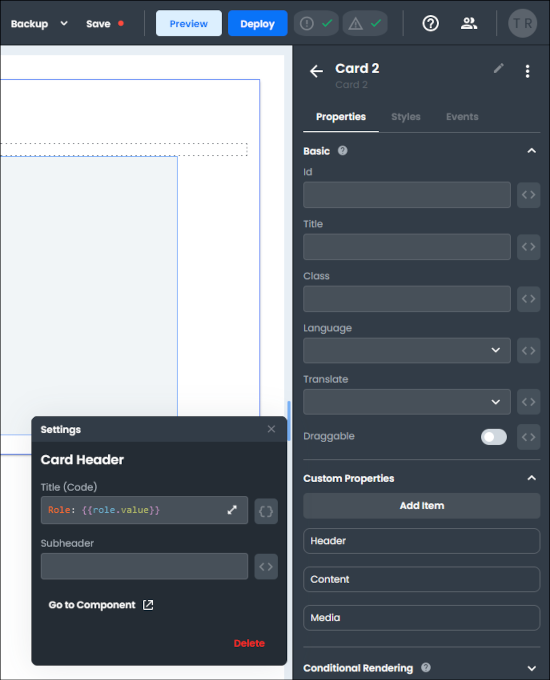 Backup
Save
Preview
Deploy
T R
Card 2
Card 2
Properties
Styles
Events
Basic
Id
Title
Class
Language
Translate
Draggable
Custom Properties
Add Item
Header
Content
Media
Conditional Rendering
Settings
Card Header
Title (Code)
Role: {{role.value}}
Subheader
Go to Component
Delete